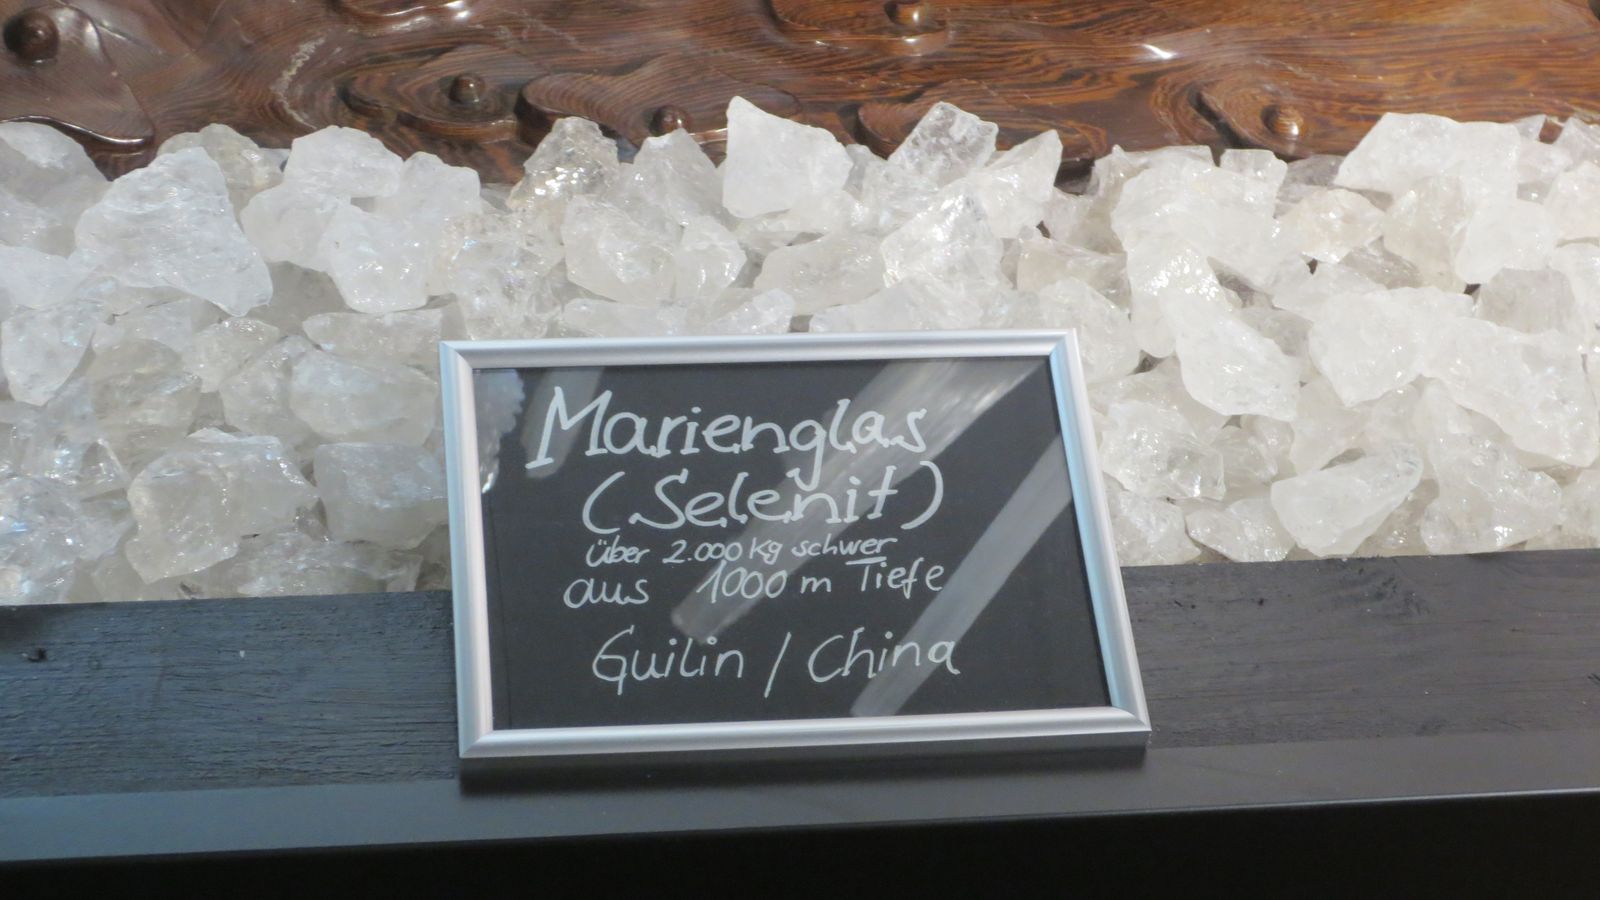 Marienglas
(Selenit)
über 2.000 kg schwer
aus 1000 m Tiefe
Guilin / China